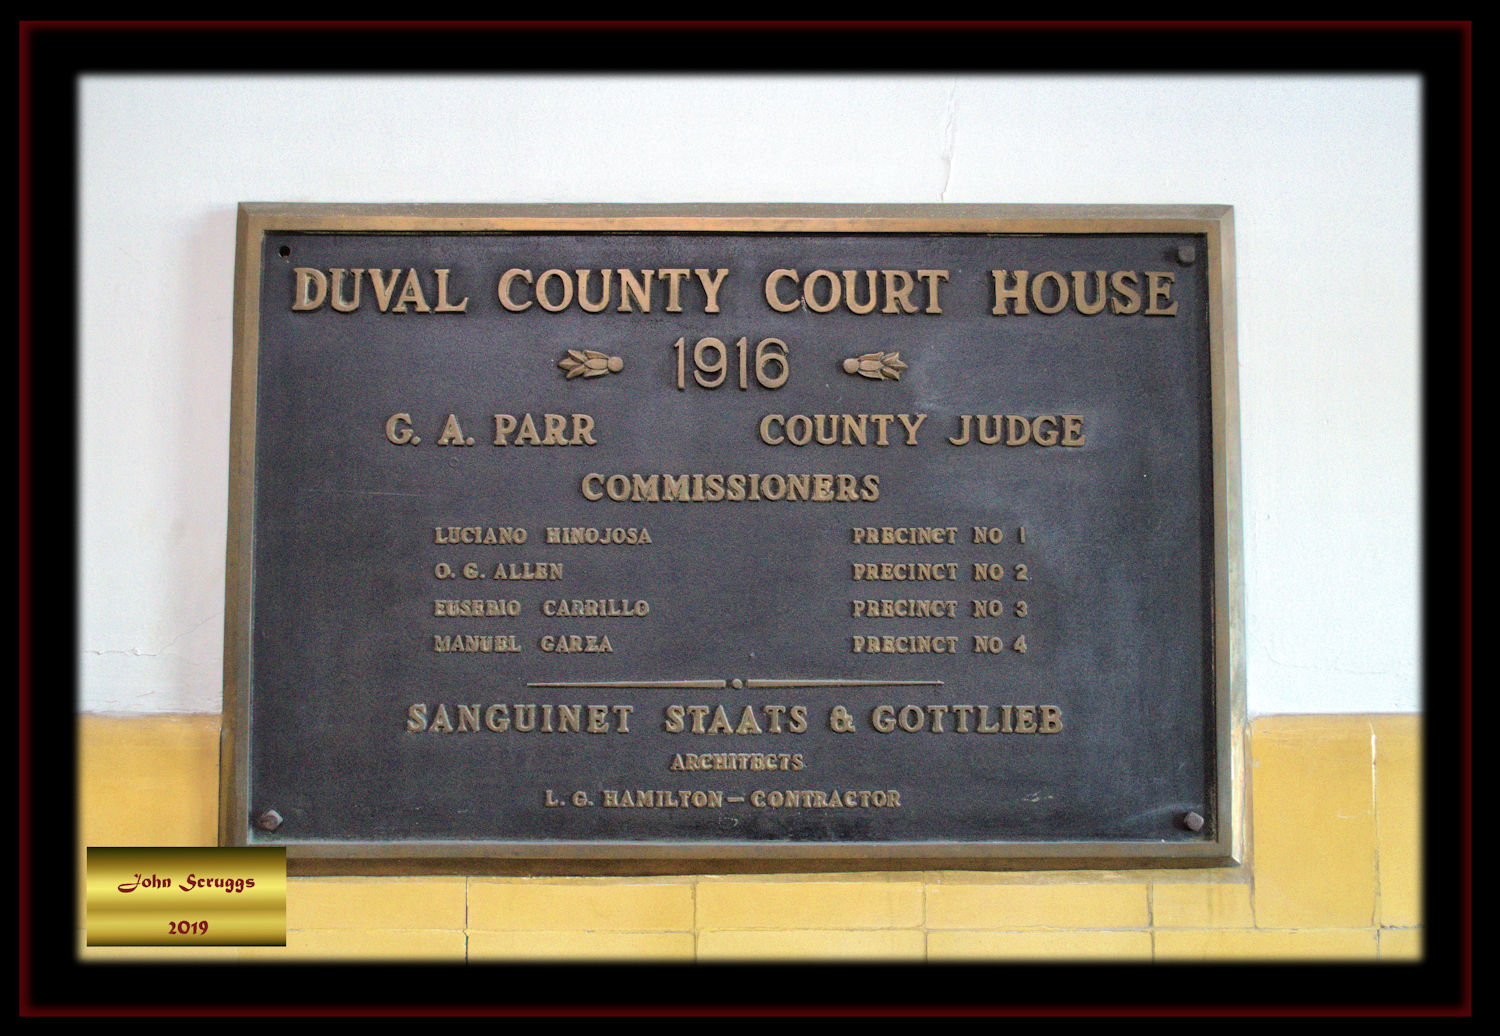 DUVAL COUNTY COURT HOUSE
1916
G. A. PARR COUNTY JUDGE
COMMISSIONERS
LUCIANO HINOJOSA PRECINCT NO 1
O. G. ALLEN PRECINCT NO 2
EUSEBIO CARRILLO PRECINCT NO 3
MANUEL GARZA PRECINCT NO 4
SANGUINET STAATS & GOTTLIEB
ARCHITECTS
L. G. HAMILTON—CONTRACTOR
John Scruggs
2019